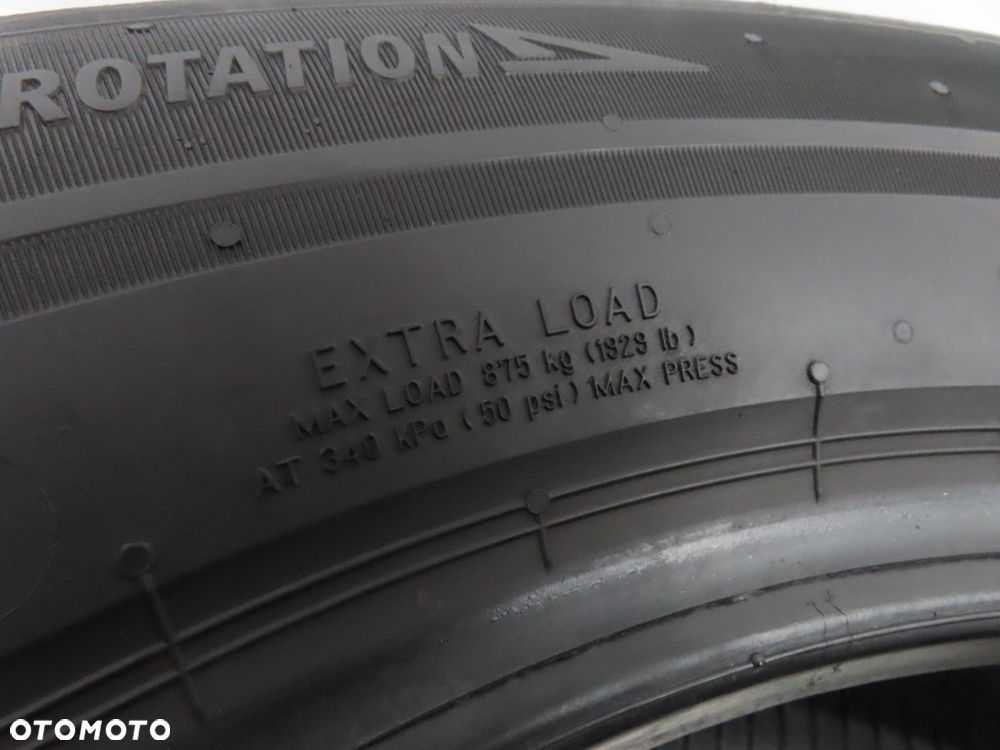 ROTATION
EXTRA LOAD
MAX LOAD 875 kg (1929 lb)
AT 340 kPa (50 psi) MAX PRESS
OTOMOTO